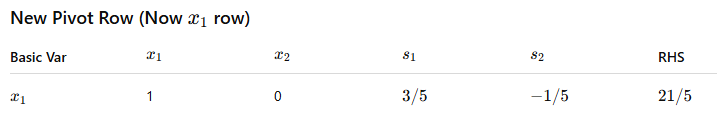 New Pivot Row (Now x₁ row)
Basic Var x₁ x₂ s₁ s₂ RHS
x₁ 1 0 3/5 −1/5 21/5